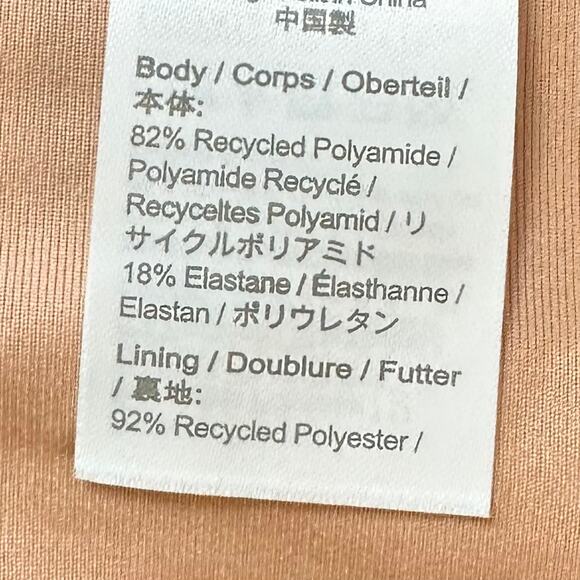 China
中国製
Body / Corps / Oberteil /
本体:
82% Recycled Polyamide /
Polyamide Recyclé /
Recyceltes Polyamid / リ
サイクルポリアミド
18% Elastane / Élasthanne /
Elastan / ポリウレタン
Lining / Doublure / Futter
/ 裏地:
92% Recycled Polyester /